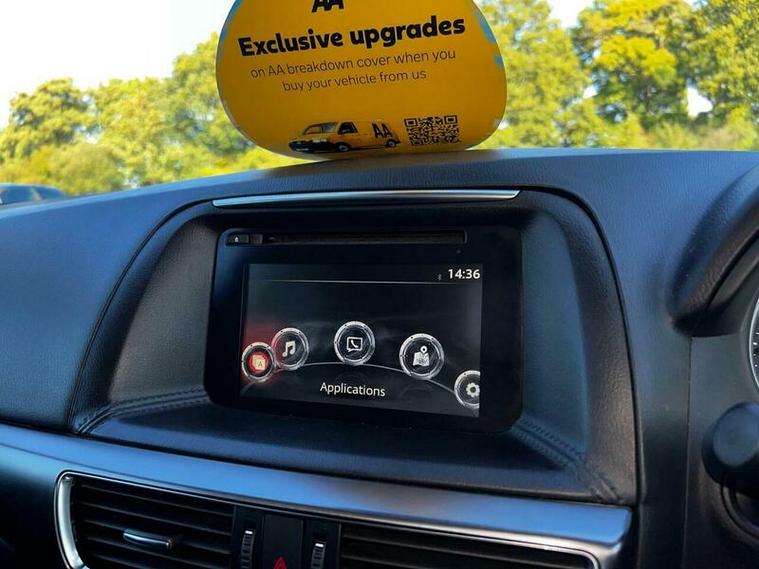 AA
Exclusive upgrades
on AA breakdown cover when you
buy your vehicle from us
AA
14:36
Applications